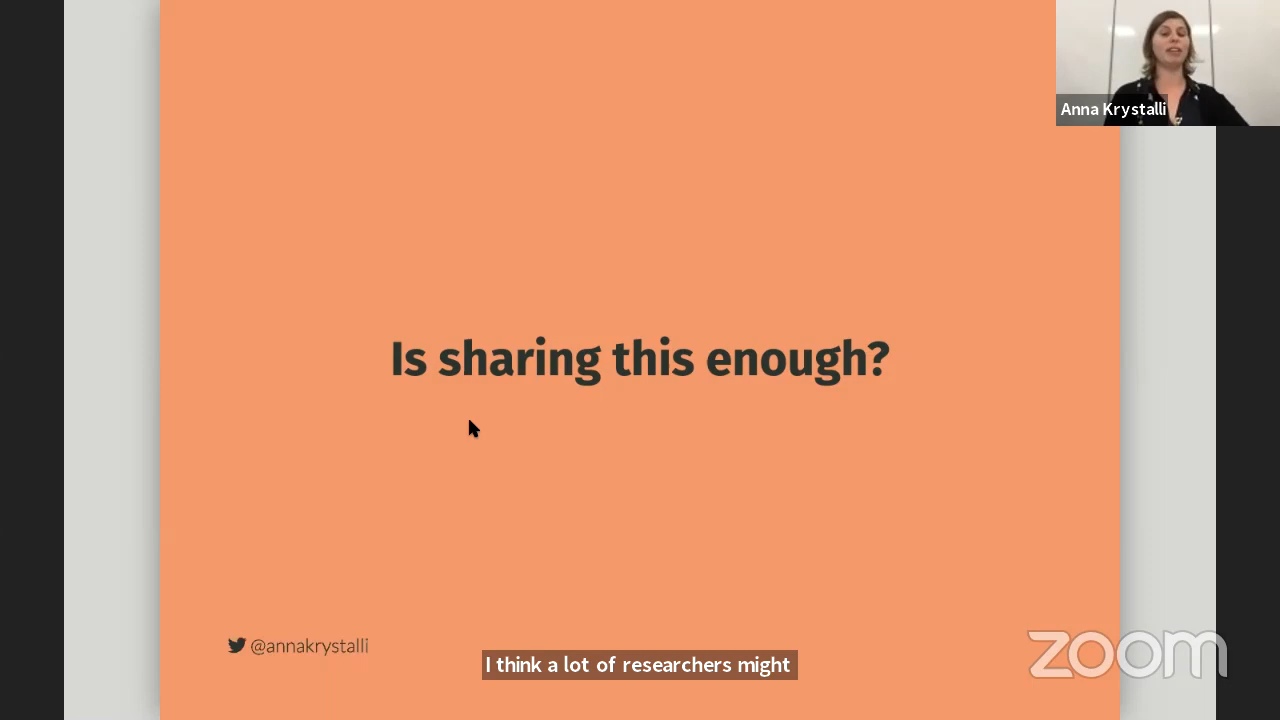 Anna Krystalli
Is sharing this enough?
@annakrystalli
I think a lot of researchers might
zoom